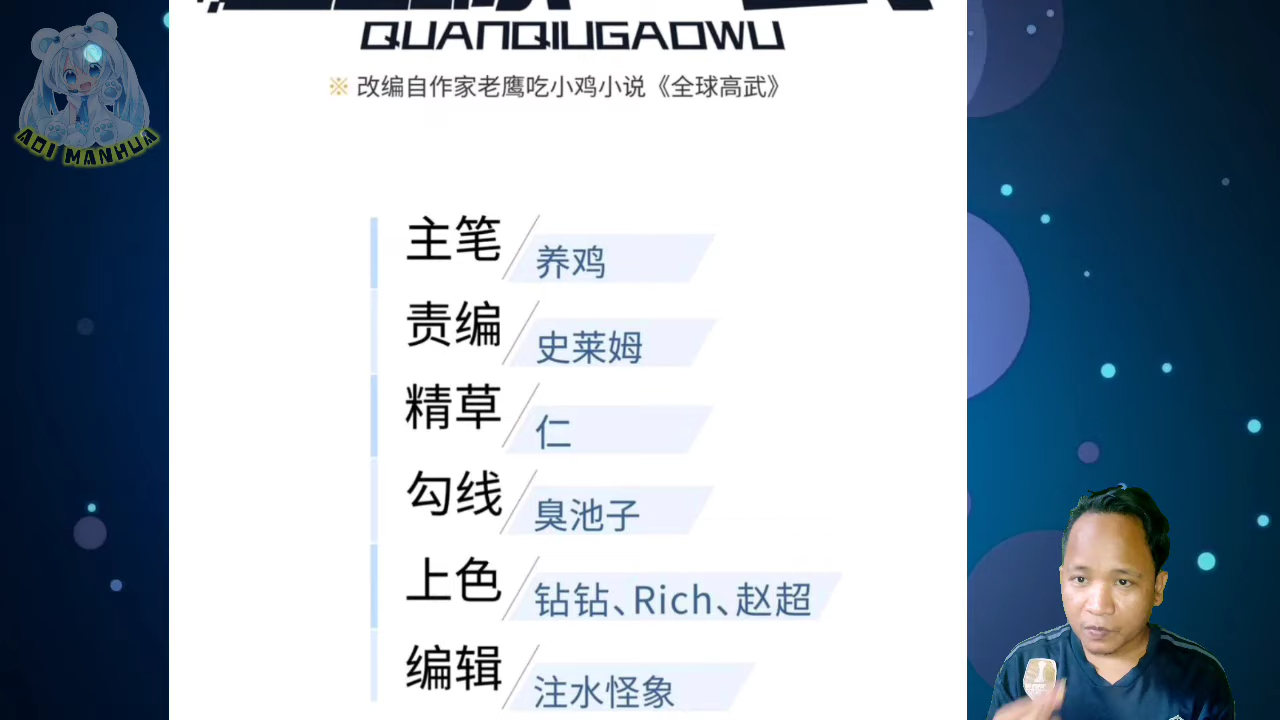 AOI MANHUA
QUANQIUGAOWU
※ 改编自作家老鹰吃小鸡小说《全球高武》
主笔 / 养鸡
责编 / 史莱姆
精草 / 仁
勾线 / 臭池子
上色 / 钻钻、Rich、赵超
编辑 / 注水怪象